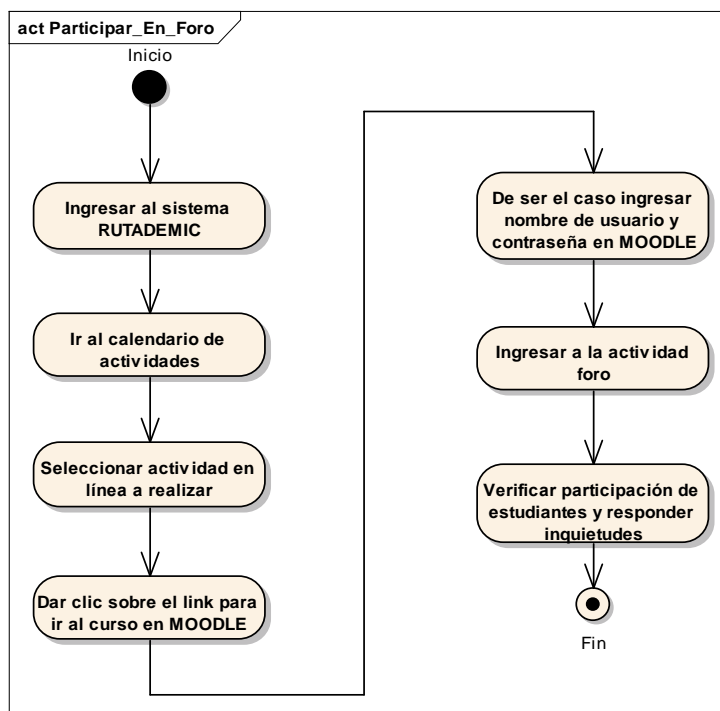 act Participar_En_Foro
Inicio
Ingresar al sistema
RUTADEMIC
Ir al calendario de
actividades
Seleccionar actividad en
línea a realizar
Dar clic sobre el link para
ir al curso en MOODLE
De ser el caso ingresar
nombre de usuario y
contraseña en MOODLE
Ingresar a la actividad
foro
Verificar participación de
estudiantes y responder
inquietudes
Fin